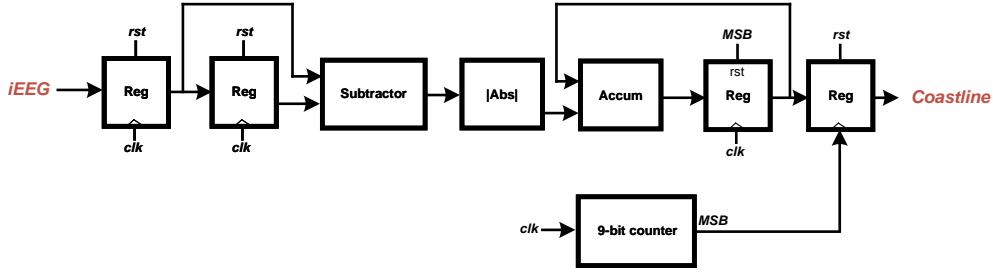 rst
rst
MSB
rst
iEEG
Reg
Reg
Subtractor
|Abs|
Accum
rst
Reg
Reg
Coastline
clk
clk
clk
clk
9-bit counter
MSB